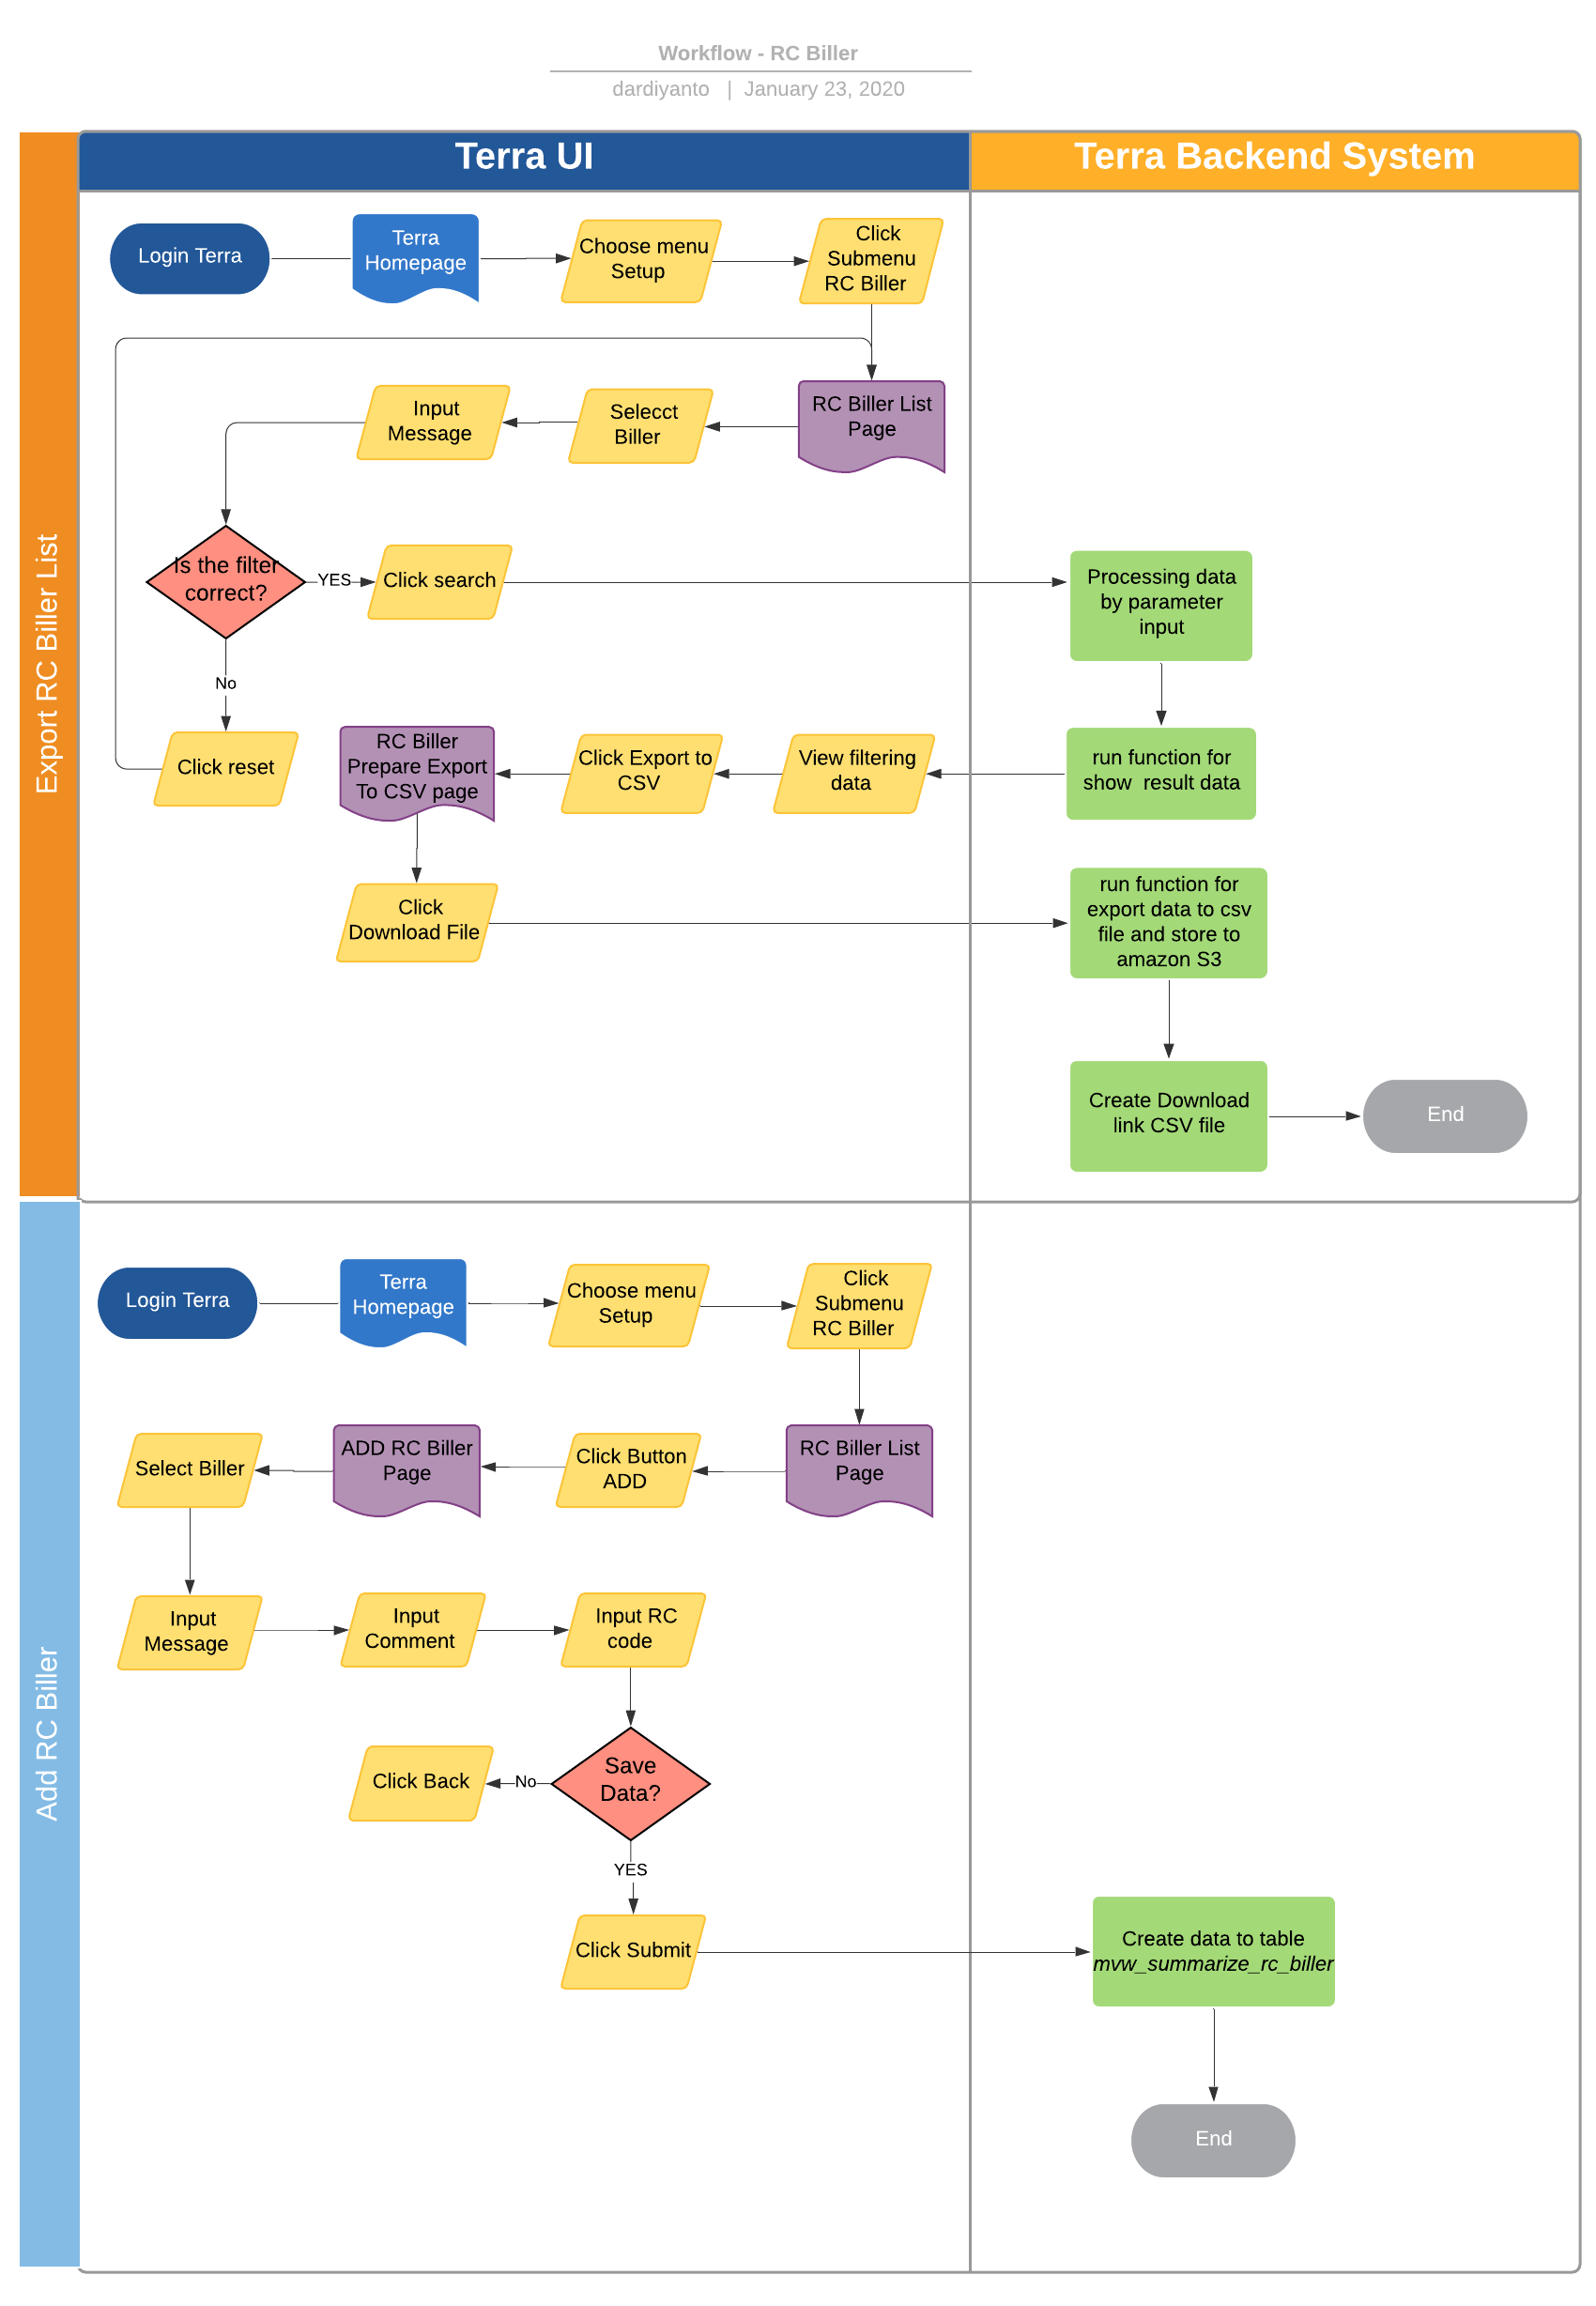 Workflow - RC Biller
dardiyanto | January 23, 2020
Terra UI
Terra Backend System
Export RC Biller List
Login Terra
Terra
Homepage
Choose menu
Setup
Click
Submenu
RC Biller
RC Biller List
Page
Selecct
Biller
Input
Message
Is the filter
correct?
YES
Click search
Processing data
by parameter
input
No
Click reset
run function for
show result data
View filtering
data
Click Export to
CSV
RC Biller
Prepare Export
To CSV page
Click
Download File
run function for
export data to csv
file and store to
amazon S3
Create Download
link CSV file
End
Add RC Biller
Login Terra
Terra
Homepage
Choose menu
Setup
Click
Submenu
RC Biller
RC Biller List
Page
Click Button
ADD
ADD RC Biller
Page
Select Biller
Input
Message
Input
Comment
Input RC
code
Save
Data?
No
Click Back
YES
Click Submit
Create data to table
mvw_summarize_rc_biller
End